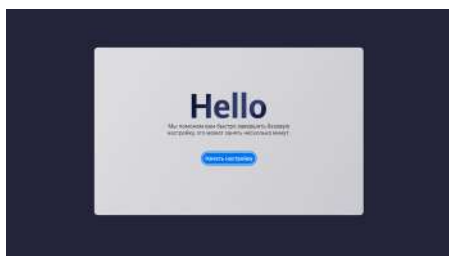 Hello
Мы поможем вам быстро завершить базовую
настройку, это может занять несколько минут.
Начать настройку